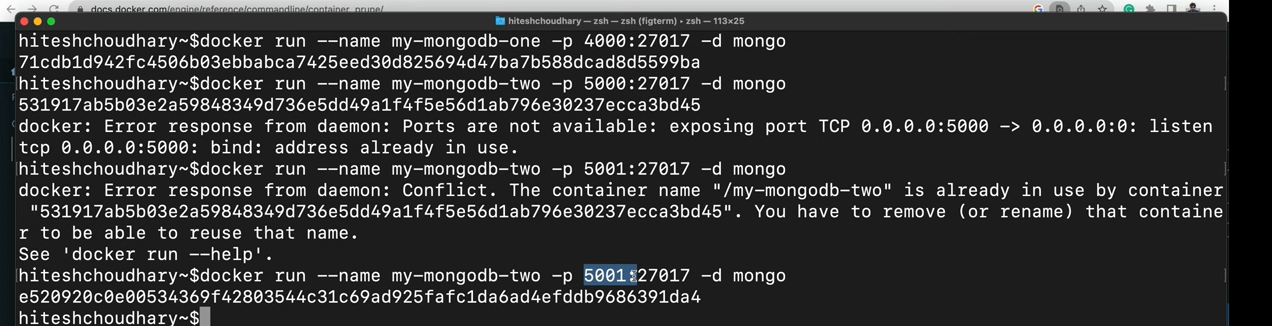 docs.docker.com/engine/reference/commandline/container_prune/
hiteshchoudhary — zsh — zsh (figterm) ▸ zsh — 113×25
hiteshchoudhary~$docker run --name my-mongodb-one -p 4000:27017 -d mongo
71cdb1d942fc4506b03ebbabca7425eed30d825694d47ba7b588dcad8d5599ba
hiteshchoudhary~$docker run --name my-mongodb-two -p 5000:27017 -d mongo
531917ab5b03e2a59848349d736e5dd49a1f4f5e56d1ab796e30237ecca3bd45
docker: Error response from daemon: Ports are not available: exposing port TCP 0.0.0.0:5000 -> 0.0.0.0:0: listen
tcp 0.0.0.0:5000: bind: address already in use.
hiteshchoudhary~$docker run --name my-mongodb-two -p 5001:27017 -d mongo
docker: Error response from daemon: Conflict. The container name "/my-mongodb-two" is already in use by container
"531917ab5b03e2a59848349d736e5dd49a1f4f5e56d1ab796e30237ecca3bd45". You have to remove (or rename) that containe
r to be able to reuse that name.
See 'docker run --help'.
hiteshchoudhary~$docker run --name my-mongodb-two -p 5001:27017 -d mongo
e520920c0e00534369f42803544c31c69ad925fafc1da6ad4efddb9686391da4
hiteshchoudhary~$